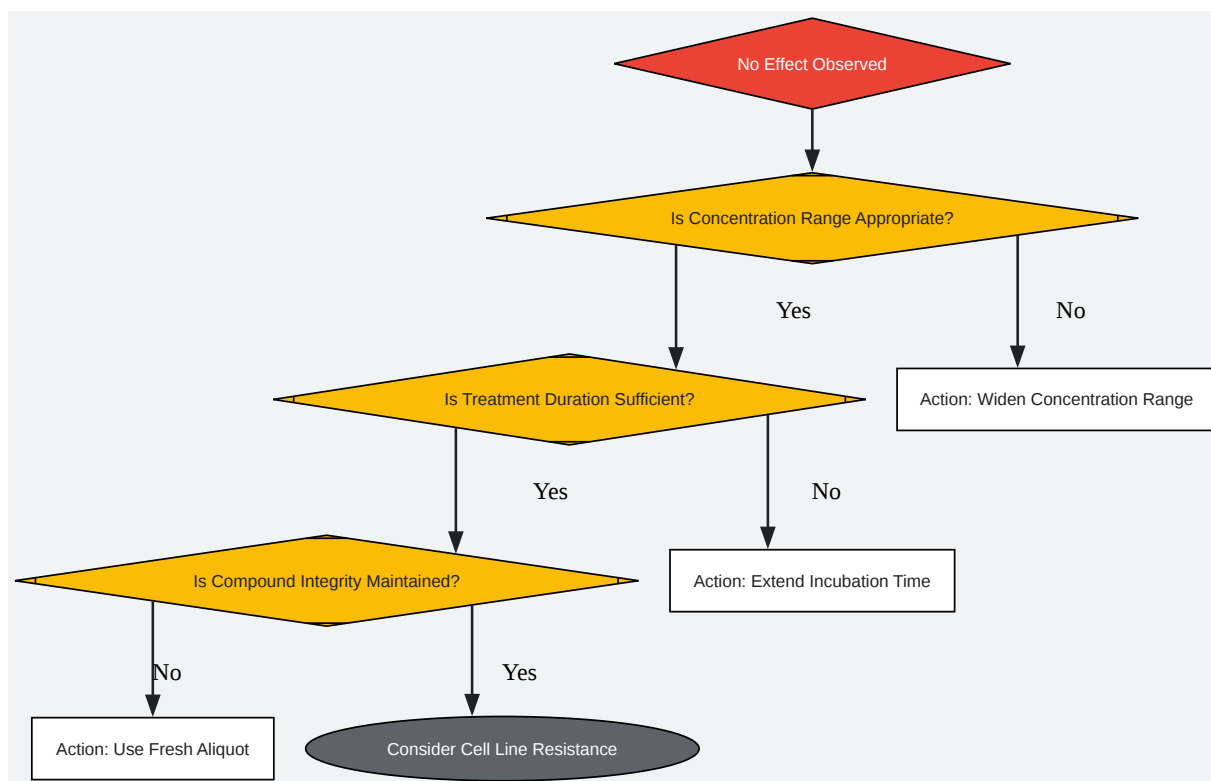 No Effect Observed
Is Concentration Range Appropriate?
Yes
No
Is Treatment Duration Sufficient?
Action: Widen Concentration Range
Yes
No
Is Compound Integrity Maintained?
Action: Extend Incubation Time
No
Yes
Action: Use Fresh Aliquot
Consider Cell Line Resistance